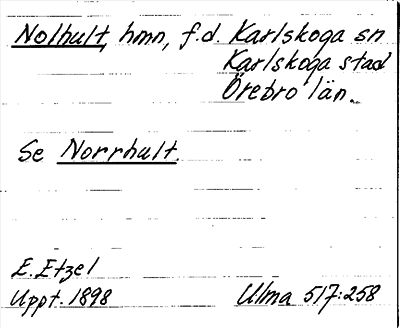 Nolhult, hmn, f.d. Karlskoga sn
Karlskoga stad
Örebro län.
Se Norrhult.
E. Etzel
Uppt. 1898 Ulma 517:258